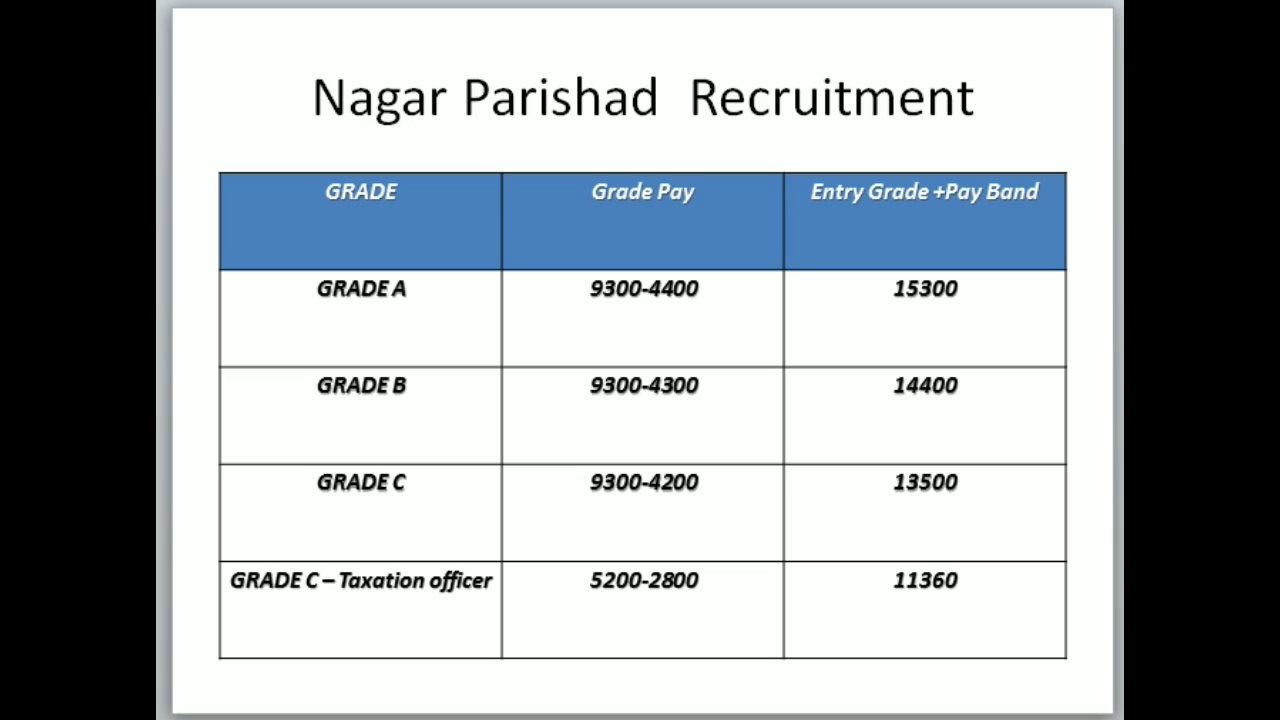 Nagar Parishad Recruitment
GRADE Grade Pay Entry Grade +Pay Band
GRADE A 9300-4400 15300
GRADE B 9300-4300 14400
GRADE C 9300-4200 13500
GRADE C – Taxation officer 5200-2800 11360